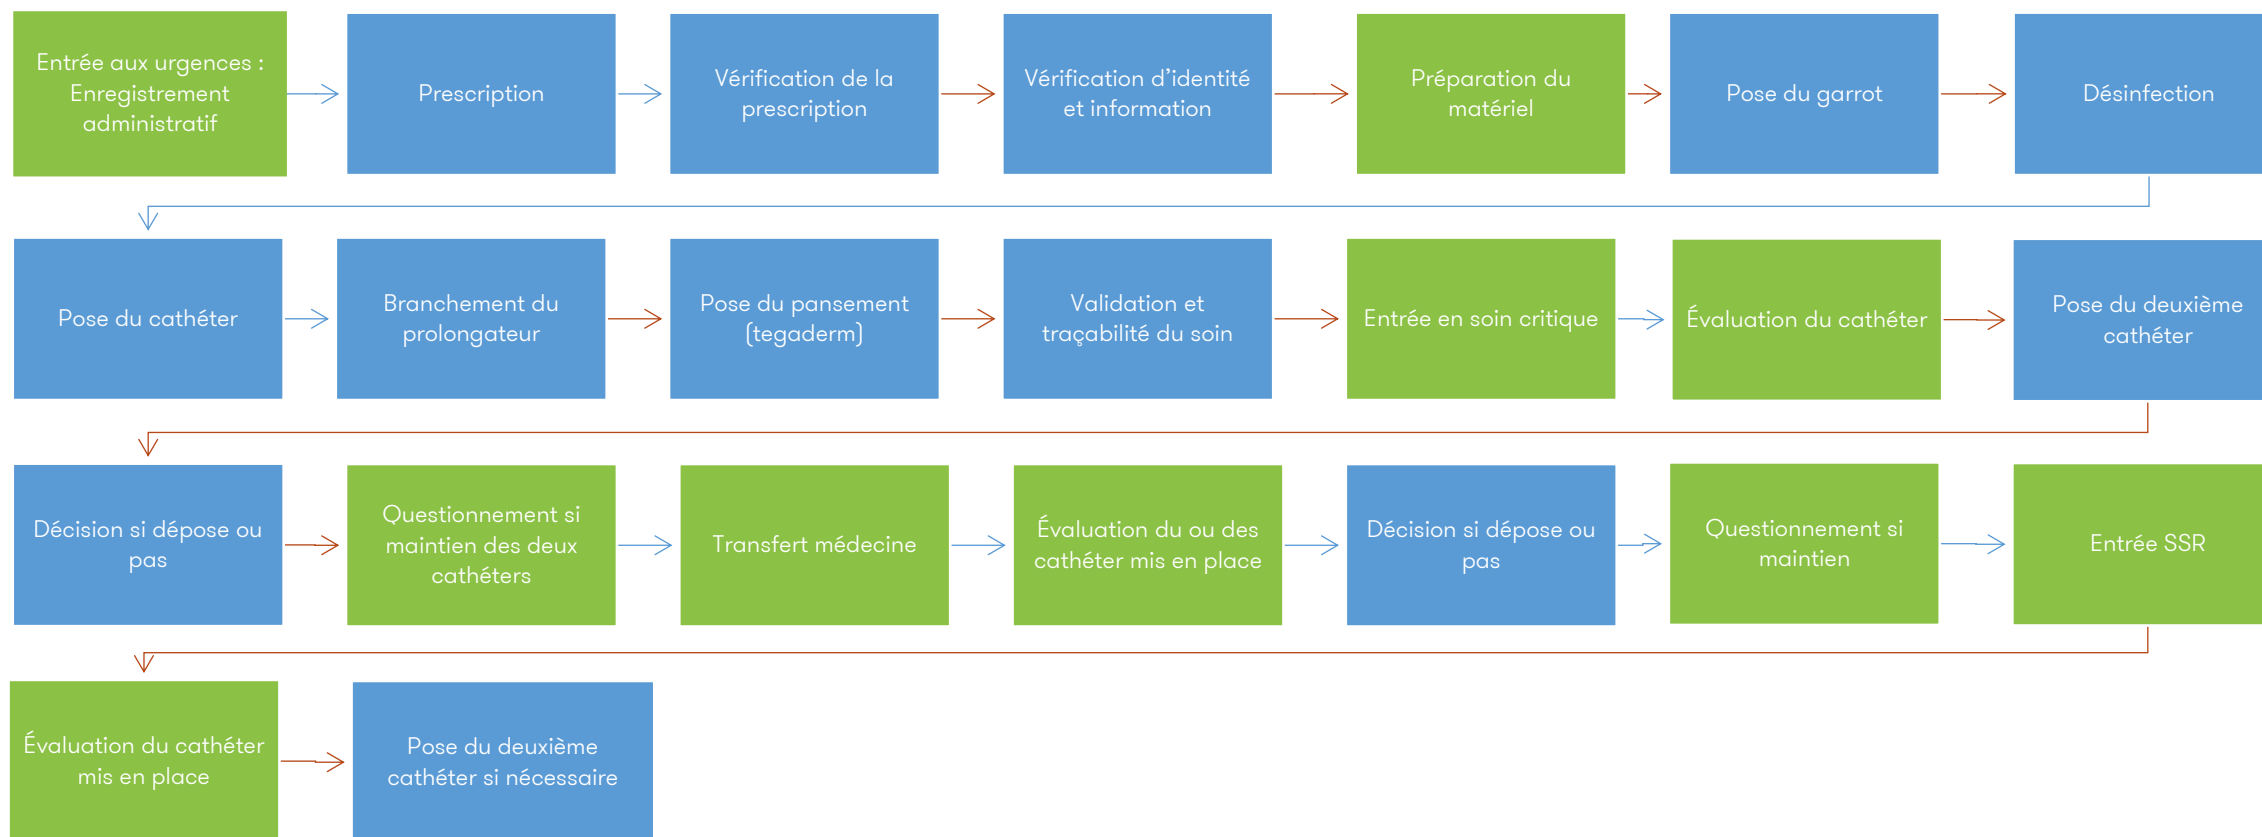 Entrée aux urgences :
Enregistrement
administratif
Prescription
Vérification de la
prescription
Vérification d'identité
et information
Préparation du
matériel
Pose du garrot
Désinfection
Pose du cathéter
Branchement du
prolongateur
Pose du pansement
(tegaderm)
Validation et
traçabilité du soin
Entrée en soin critique
Évaluation du cathéter
Pose du deuxième
cathéter
Décision si dépose ou
pas
Questionnement si
maintien des deux
cathéters
Transfert médecine
Évaluation du ou des
cathéter mis en place
Décision si dépose ou
pas
Questionnement si
maintien
Entrée SSR
Évaluation du cathéter
mis en place
Pose du deuxième
cathéter si nécessaire